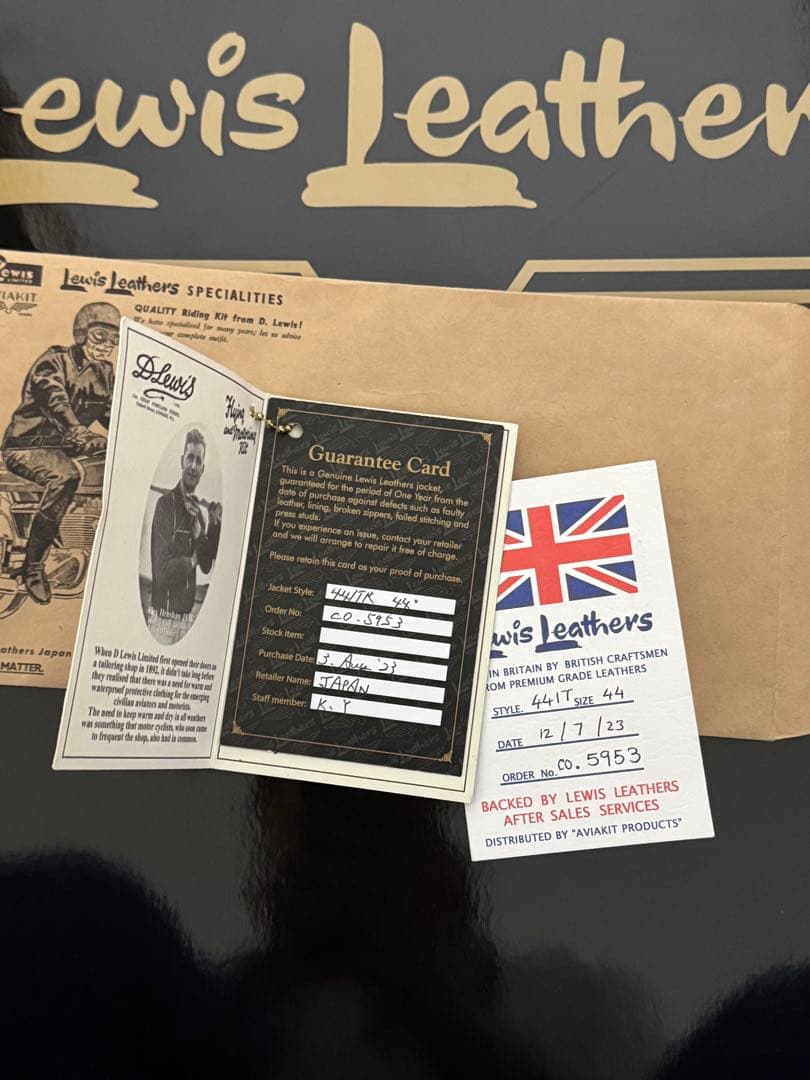 Lewis Leather
Lewis
LIMITED
VIAKIT
Lewis Leathers SPECIALITIES
QUALITY Riding Kit from D. Lewis!
We have specialised for many years; let us advise
your complete outfit.
athers Japan
MATTER.
D Lewis
LTD.
Flying
and Motoring
Kit
When D Lewis Limited first opened their doors as
a tailoring shop in 1892, it didn't take long before
they realised that there was a need for warm and
waterproof protective clothing for the emerging
civilian aviators and motorists.
The need to keep warm and dry in all weathers
was something that motor cyclists, who soon came
to frequent the shop, also had in common.
Guarantee Card
This is a Genuine Lewis Leathers jacket,
guaranteed for the period of One Year from the
date of purchase against defects such as faulty
leather, lining, broken zippers, failed stitching and
press studs.
If you experience an issue, contact your retailer
and we will arrange to repair it free of charge.
Please retain this card as your proof of purchase.
Jacket Style: 441TR 44"
Order No: CO.5953
Stock Item:
Purchase Date: 3. Aug '23
Retailer Name: JAPAN
Staff member: K.Y
wis Leathers
IN BRITAIN BY BRITISH CRAFTSMEN
ROM PREMIUM GRADE LEATHERS
STYLE. 441T SIZE 44
DATE 12/7/23
ORDER No. CO.5953
BACKED BY LEWIS LEATHERS
AFTER SALES SERVICES
DISTRIBUTED BY "AVIAKIT PRODUCTS"